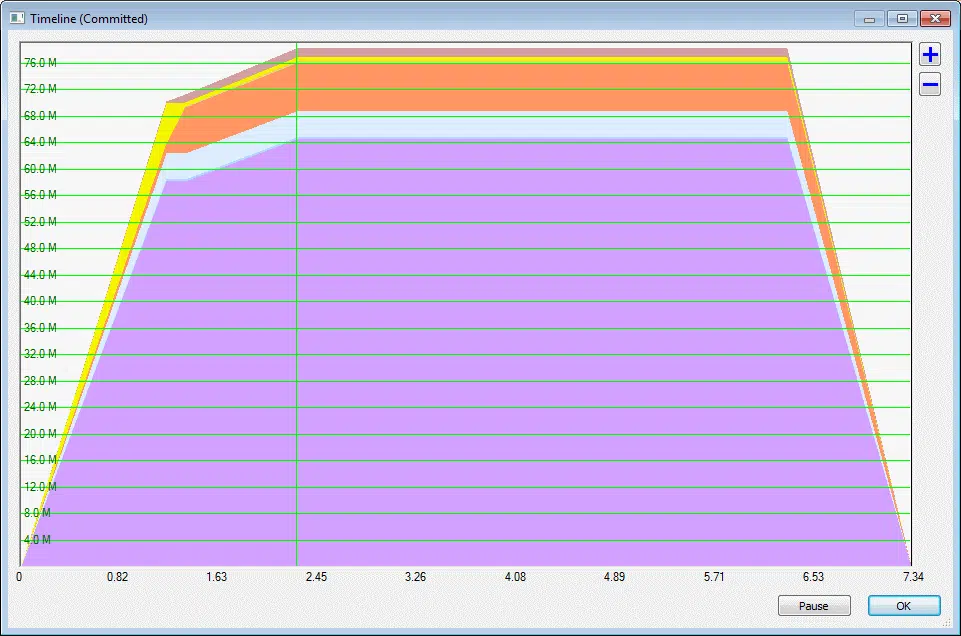 Timeline (Committed)
76.0 M
72.0 M
68.0 M
64.0 M
60.0 M
56.0 M
52.0 M
48.0 M
44.0 M
40.0 M
36.0 M
32.0 M
28.0 M
24.0 M
20.0 M
16.0 M
12.0 M
8.0 M
4.0 M
0 0.82 1.63 2.45 3.26 4.08 4.89 5.71 6.53 7.34
Pause OK